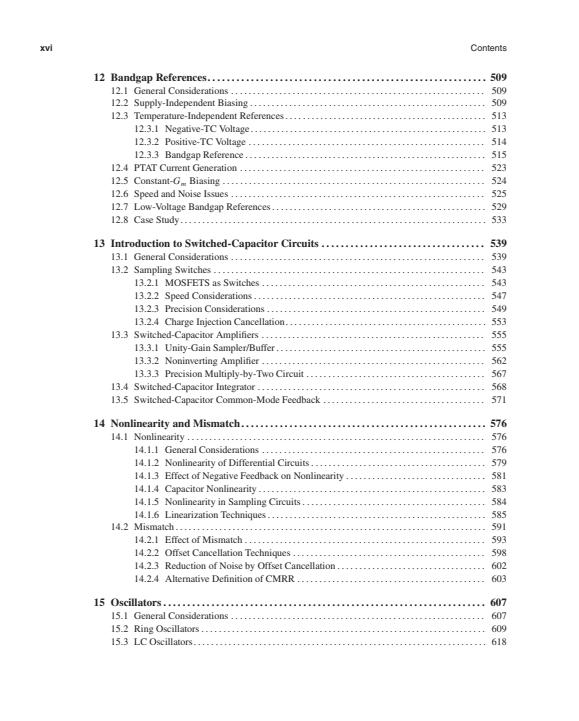 xvi Contents
12 Bandgap References 509
12.1 General Considerations 509
12.2 Supply-Independent Biasing 509
12.3 Temperature-Independent References 513
12.3.1 Negative-TC Voltage 513
12.3.2 Positive-TC Voltage 514
12.3.3 Bandgap Reference 515
12.4 PTAT Current Generation 523
12.5 Constant-Gm Biasing 524
12.6 Speed and Noise Issues 525
12.7 Low-Voltage Bandgap References 529
12.8 Case Study 533
13 Introduction to Switched-Capacitor Circuits 539
13.1 General Considerations 539
13.2 Sampling Switches 543
13.2.1 MOSFETS as Switches 543
13.2.2 Speed Considerations 547
13.2.3 Precision Considerations 549
13.2.4 Charge Injection Cancellation 553
13.3 Switched-Capacitor Amplifiers 555
13.3.1 Unity-Gain Sampler/Buffer 555
13.3.2 Noninverting Amplifier 562
13.3.3 Precision Multiply-by-Two Circuit 567
13.4 Switched-Capacitor Integrator 568
13.5 Switched-Capacitor Common-Mode Feedback 571
14 Nonlinearity and Mismatch 576
14.1 Nonlinearity 576
14.1.1 General Considerations 576
14.1.2 Nonlinearity of Differential Circuits 579
14.1.3 Effect of Negative Feedback on Nonlinearity 581
14.1.4 Capacitor Nonlinearity 583
14.1.5 Nonlinearity in Sampling Circuits 584
14.1.6 Linearization Techniques 585
14.2 Mismatch 591
14.2.1 Effect of Mismatch 593
14.2.2 Offset Cancellation Techniques 598
14.2.3 Reduction of Noise by Offset Cancellation 602
14.2.4 Alternative Definition of CMRR 603
15 Oscillators 607
15.1 General Considerations 607
15.2 Ring Oscillators 609
15.3 LC Oscillators 618